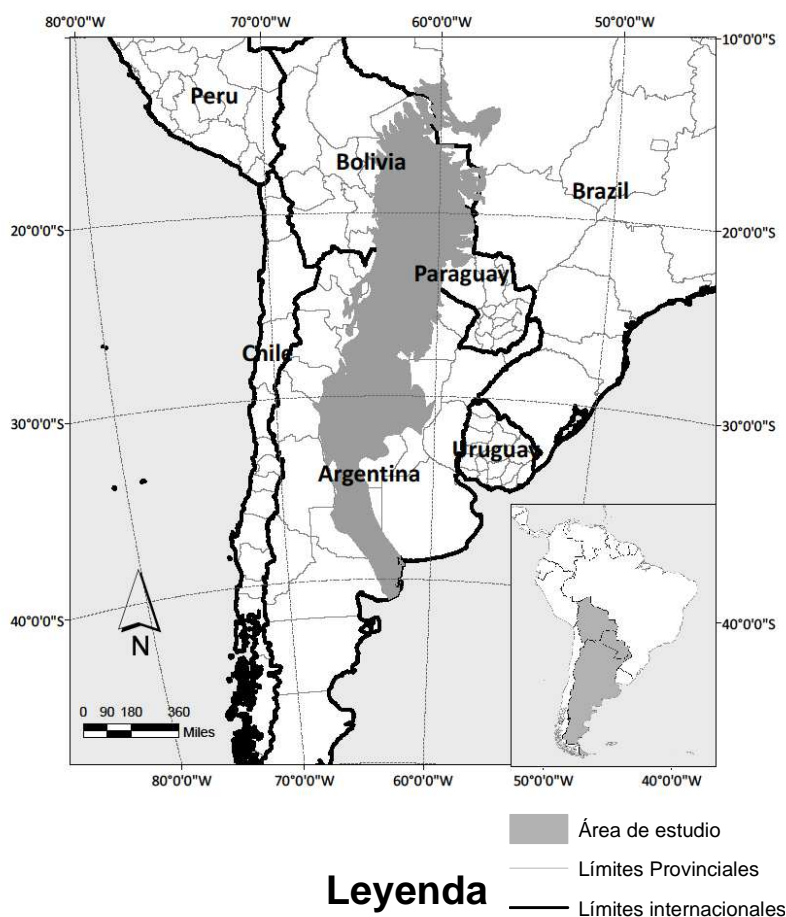 80°0'0"W 70°0'0"W 60°0'0"W 50°0'0"W
10°0'0"S
Peru
Bolivia
Brazil
20°0'0"S
20°0'0"S
Paraguay
Chile
30°0'0"S
30°0'0"S
Uruguay
Argentina
40°0'0"S
40°0'0"S
N
0 90 180 360
Miles
80°0'0"W 70°0'0"W 60°0'0"W 50°0'0"W 40°0'0"W
Área de estudio
Límites Provinciales
Leyenda
Límites internacionales